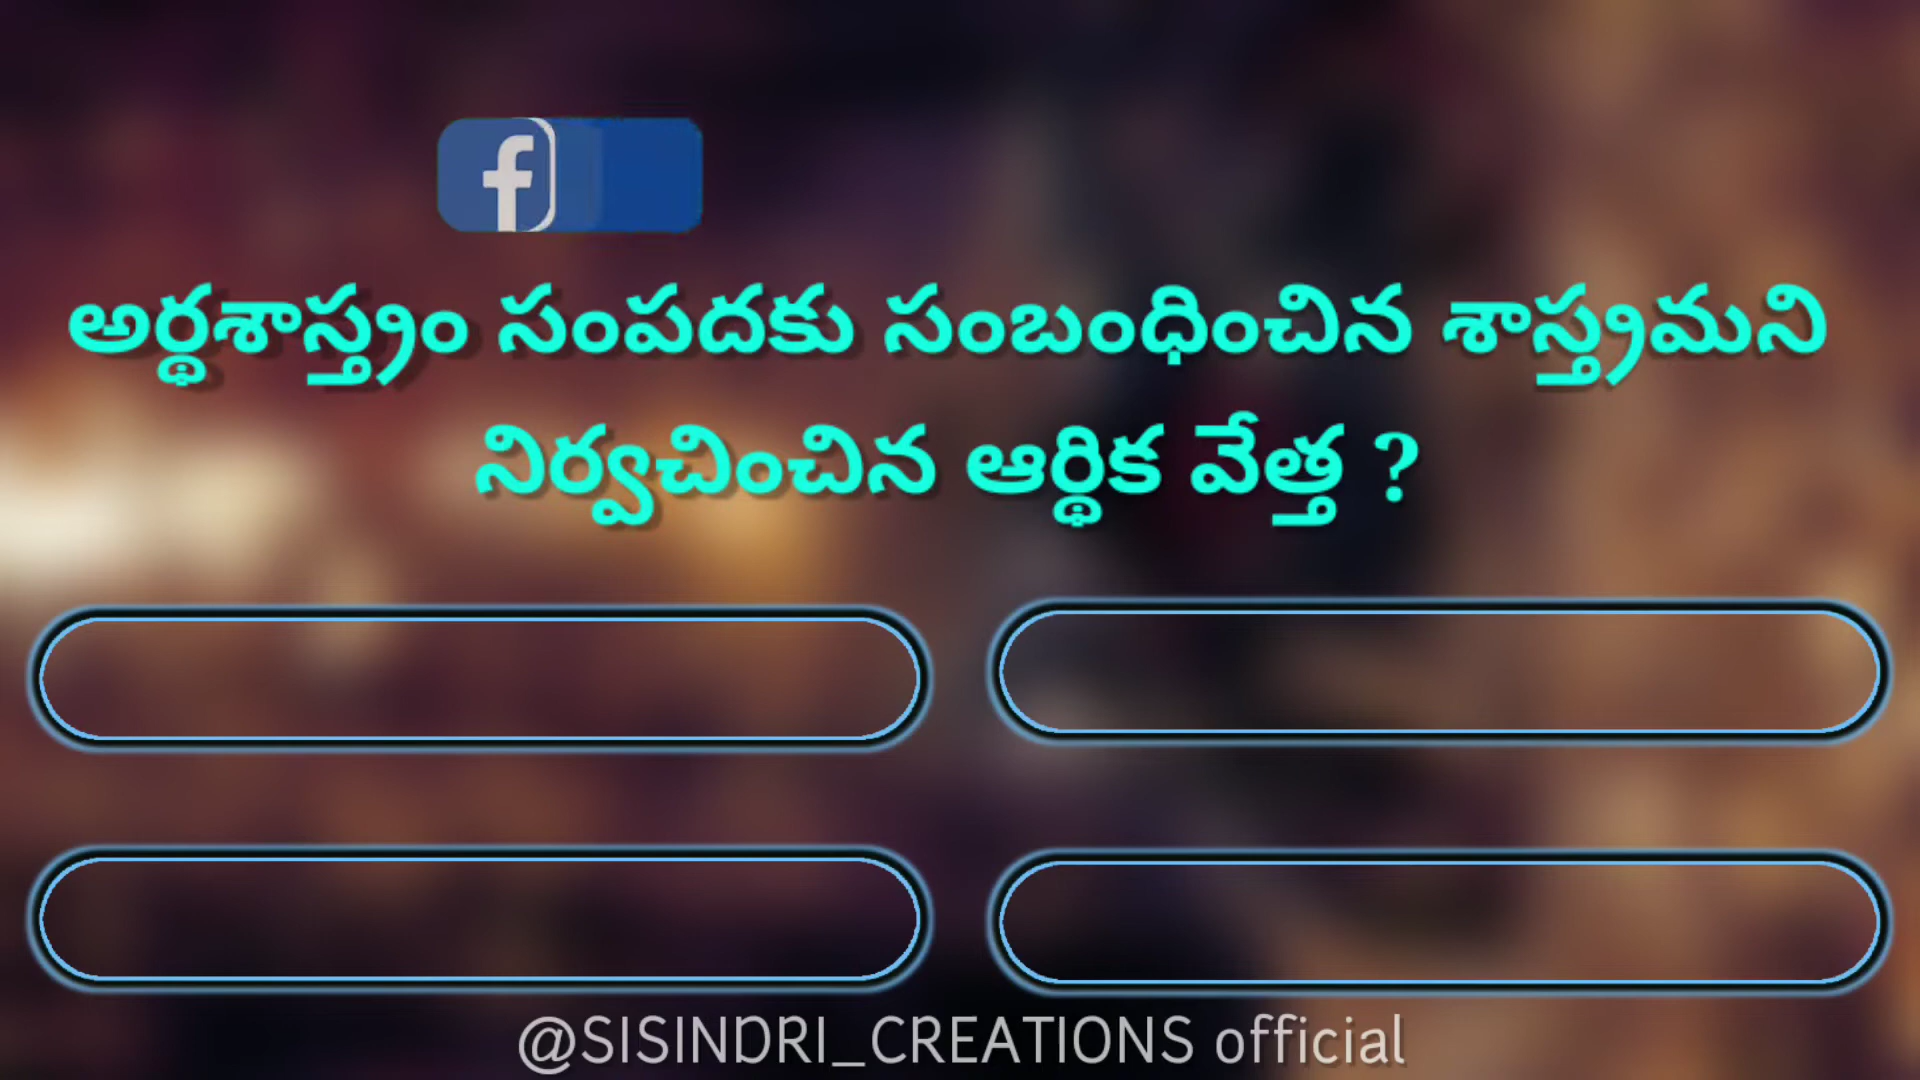 f
అర్థశాస్త్రం సంపదకు సంబంధించిన శాస్త్రమని
నిర్వచించిన ఆర్థిక వేత్త ?
@SISINDRI_CREATIONS official